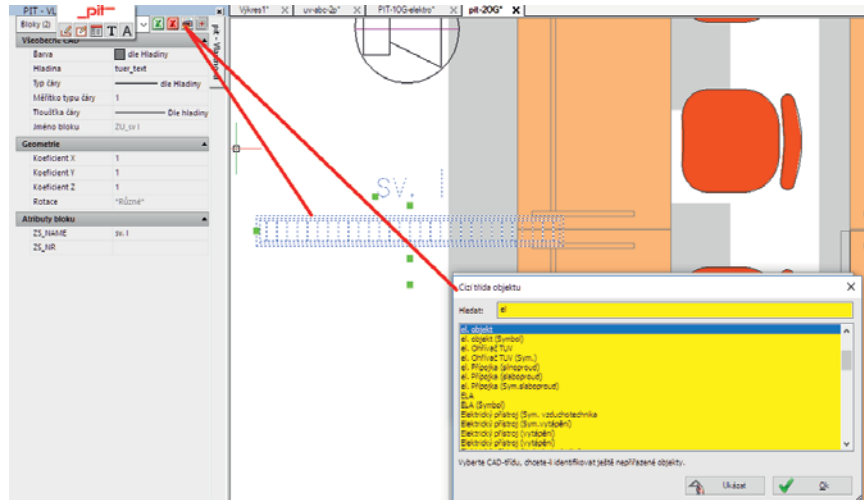 PIT - VL
_pit
Bloky (2)
T A
Výkres1*
uv-abc-2p*
PIT-10G-elektro*
pit-20G*
pit - Vlastnosti
Všeobecné CAD
Barva dle Hladiny
Hladina tuer_text
Typ čáry dle Hladiny
Měřítko typu čáry 1
Tloušťka čáry Dle hladiny
Jméno bloku ZU_sv I
Geometrie
Koeficient X 1
Koeficient Y 1
Koeficient Z 1
Rotace "Různé"
Atributy bloku
ZS_NAME sv. I
ZS_NR
sv. I
Cizí třída objektu
Hledat: el
el. objekt
el. objekt (Symbol)
el. Ohřívač TUV
el. Ohřívač TUV (Sym.)
el. Přípojka (silnoproud)
el. Přípojka (slaboproud)
el. Přípojka (Sym.slaboproud)
ELA
ELA (Symbol)
Elektrický přístroj (Sym. vzduchotechnika
Elektrický přístroj (Sym.vytápění)
Elektrický přístroj (vytápění)
Elektrický přístroj (vytápění)
Vyberte CAD-třídu, chcete-li identifikovat ještě nepřiřazené objekty.
Ukázat
Ok